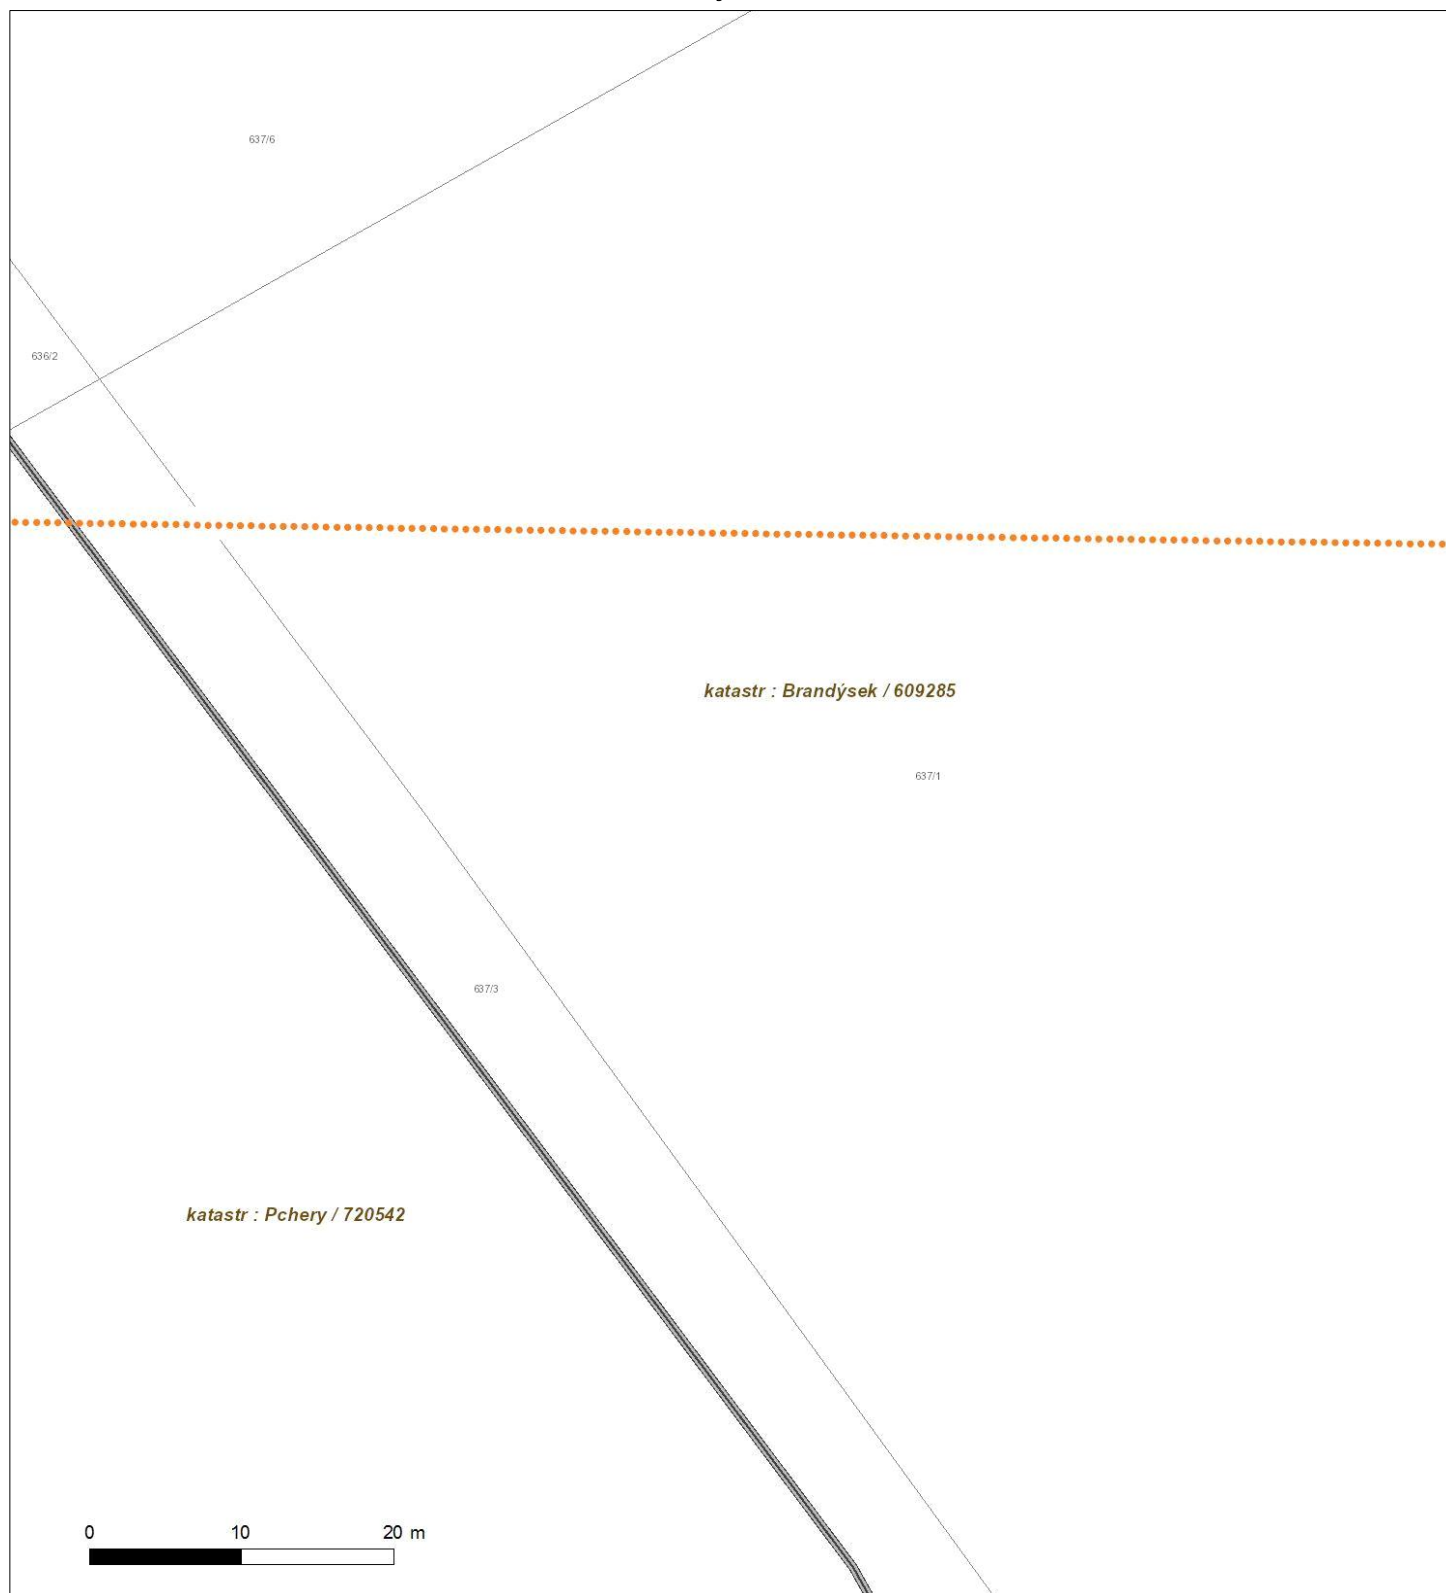 637/6
636/2
katastr : Brandýsek / 609285
637/1
637/3
katastr : Pchery / 720542
0 10 20 m